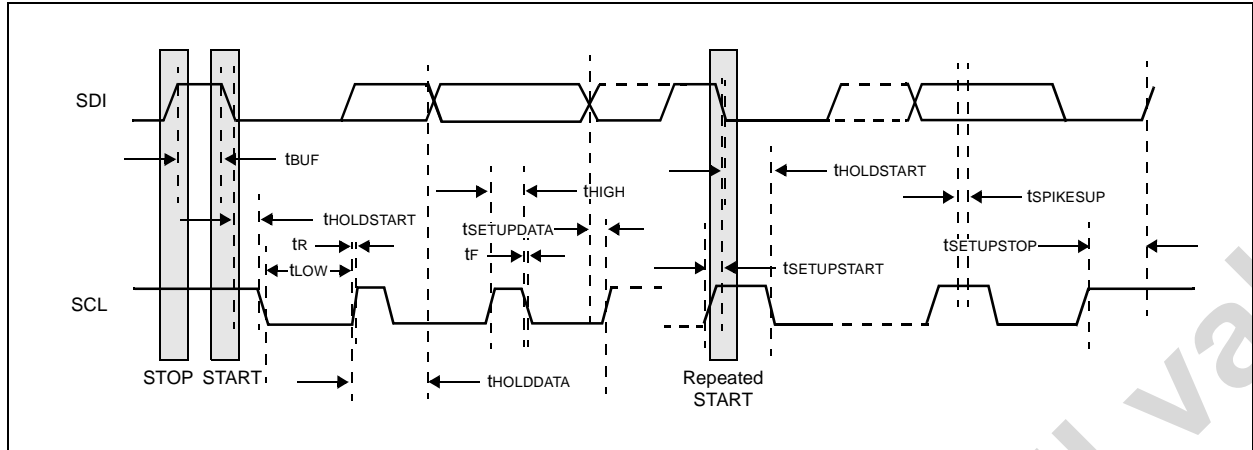 SDI
tBUF
tHOLDSTART
tHIGH
tHOLDSTART
tSPIKESUP
tSETUPDATA
tSETUPSTOP
tR
tF
tLOW
tSETUPSTART
SCL
STOP START
tHOLDDATA
Repeated
START